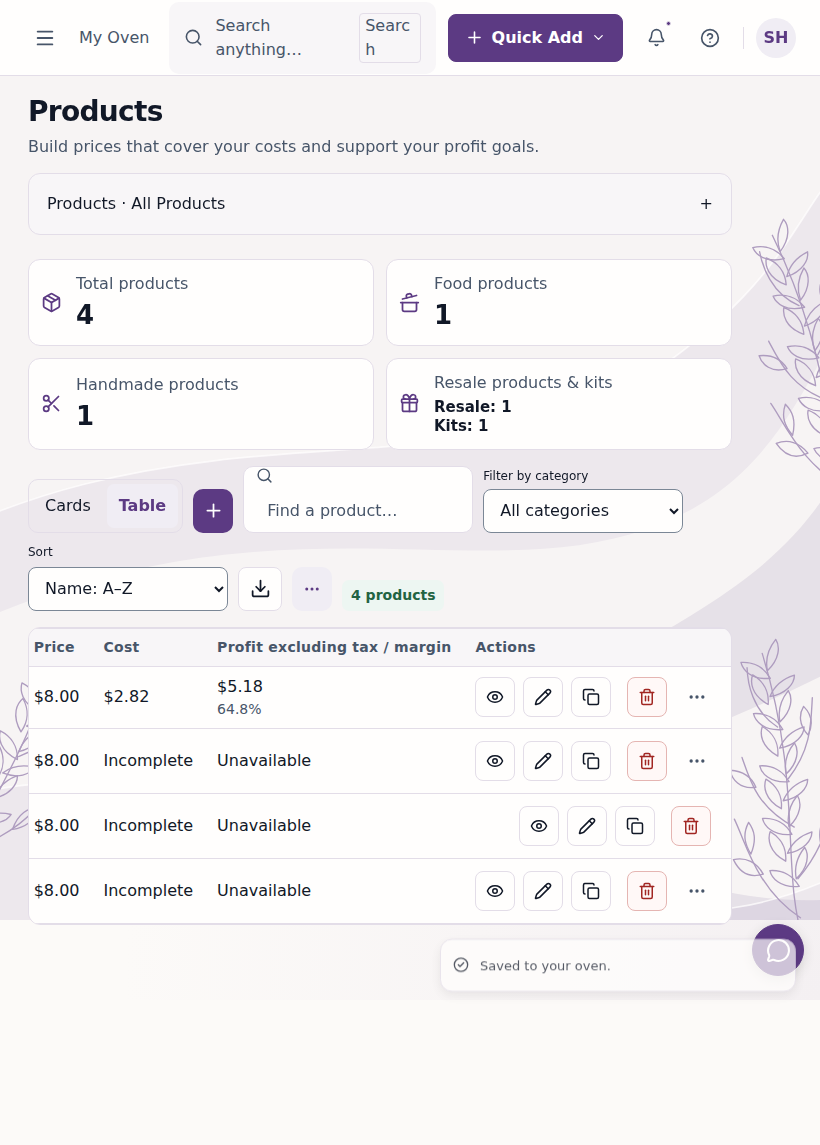 My Oven
Search
anything…
Searc
h
Quick Add
SH
Products
Build prices that cover your costs and support your profit goals.
Products · All Products
Total products
4
Food products
1
Handmade products
1
Resale products & kits
Resale: 1
Kits: 1
Cards Table
Find a product…
Filter by category
All categories
Sort
Name: A–Z
4 products
Price Cost Profit excluding tax / margin Actions
$8.00 $2.82 $5.18
64.8%
$8.00 Incomplete Unavailable
$8.00 Incomplete Unavailable
$8.00 Incomplete Unavailable
Saved to your oven.